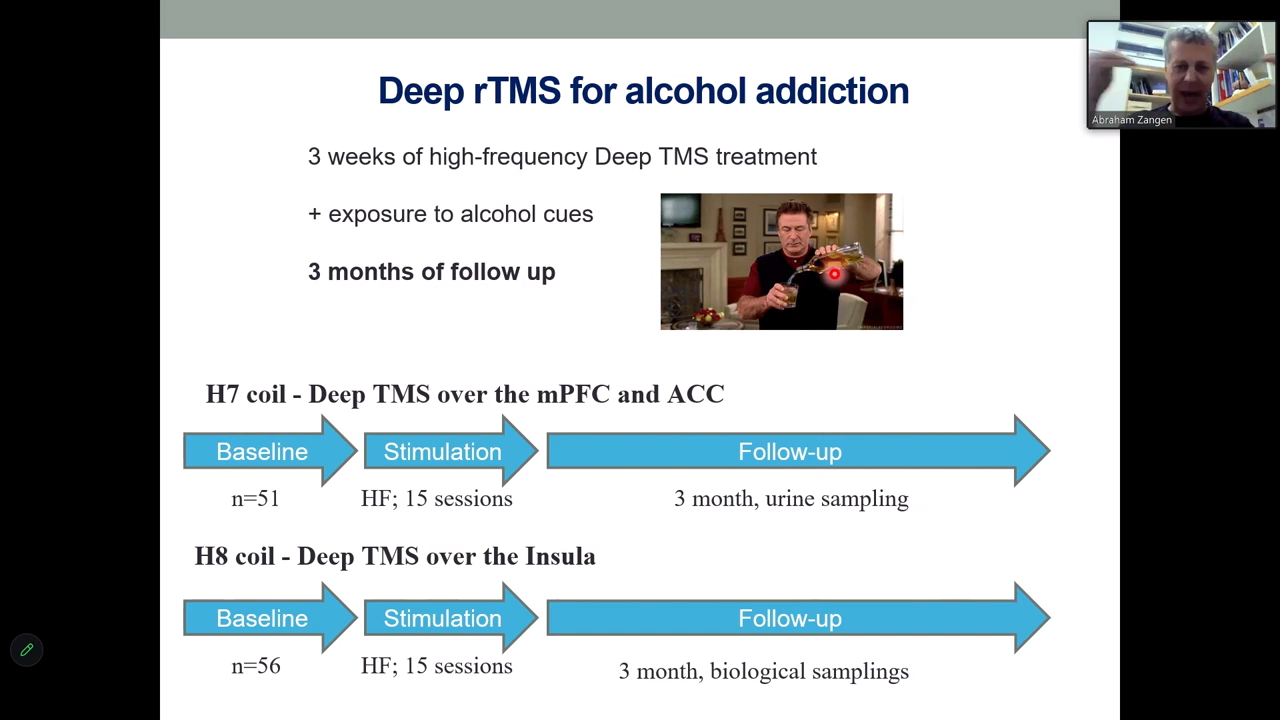 Deep rTMS for alcohol addiction
Abraham Zangen
3 weeks of high-frequency Deep TMS treatment
+ exposure to alcohol cues
3 months of follow up
H7 coil - Deep TMS over the mPFC and ACC
Baseline
Stimulation
Follow-up
n=51
HF; 15 sessions
3 month, urine sampling
H8 coil - Deep TMS over the Insula
Baseline
Stimulation
Follow-up
n=56
HF; 15 sessions
3 month, biological samplings